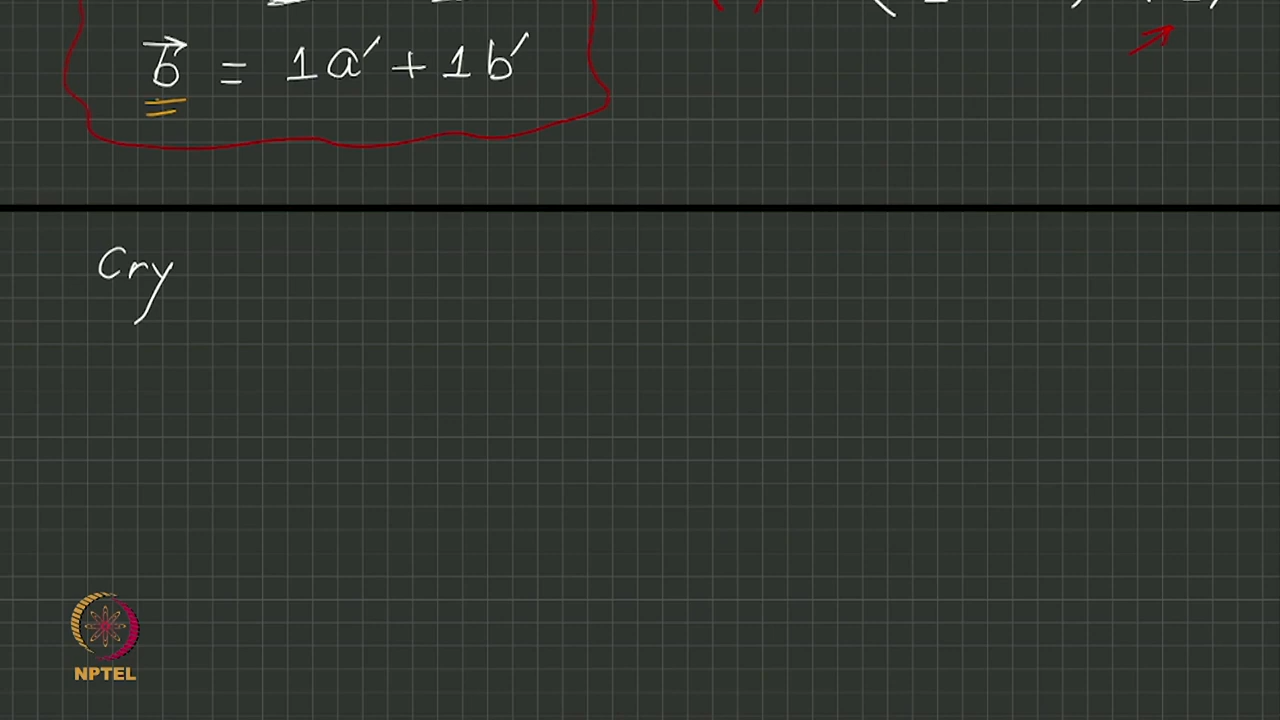 b⃗ = 1a′ + 1b′
Cry
NPTEL